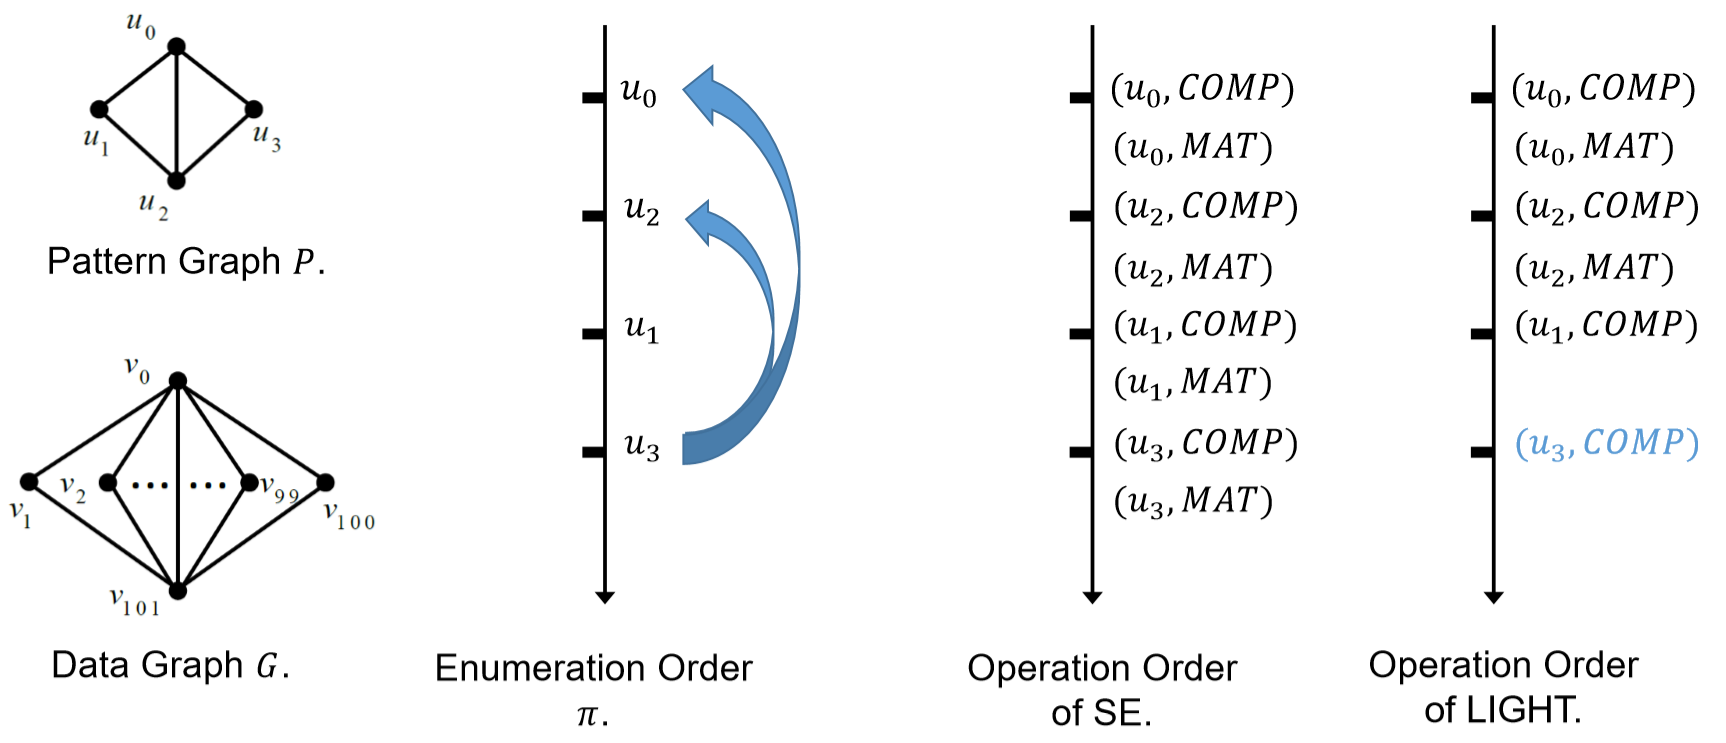 u₀
u₁
u₃
u₂
Pattern Graph P.
v₀
v₂
... ...
v₉₉
v₁
v₁₀₀
v₁₀₁
Data Graph G.
u₀
u₂
u₁
u₃
Enumeration Order
π.
(u₀, COMP)
(u₀, MAT)
(u₂, COMP)
(u₂, MAT)
(u₁, COMP)
(u₁, MAT)
(u₃, COMP)
(u₃, MAT)
Operation Order
of SE.
(u₀, COMP)
(u₀, MAT)
(u₂, COMP)
(u₂, MAT)
(u₁, COMP)
(u₃, COMP)
Operation Order
of LIGHT.